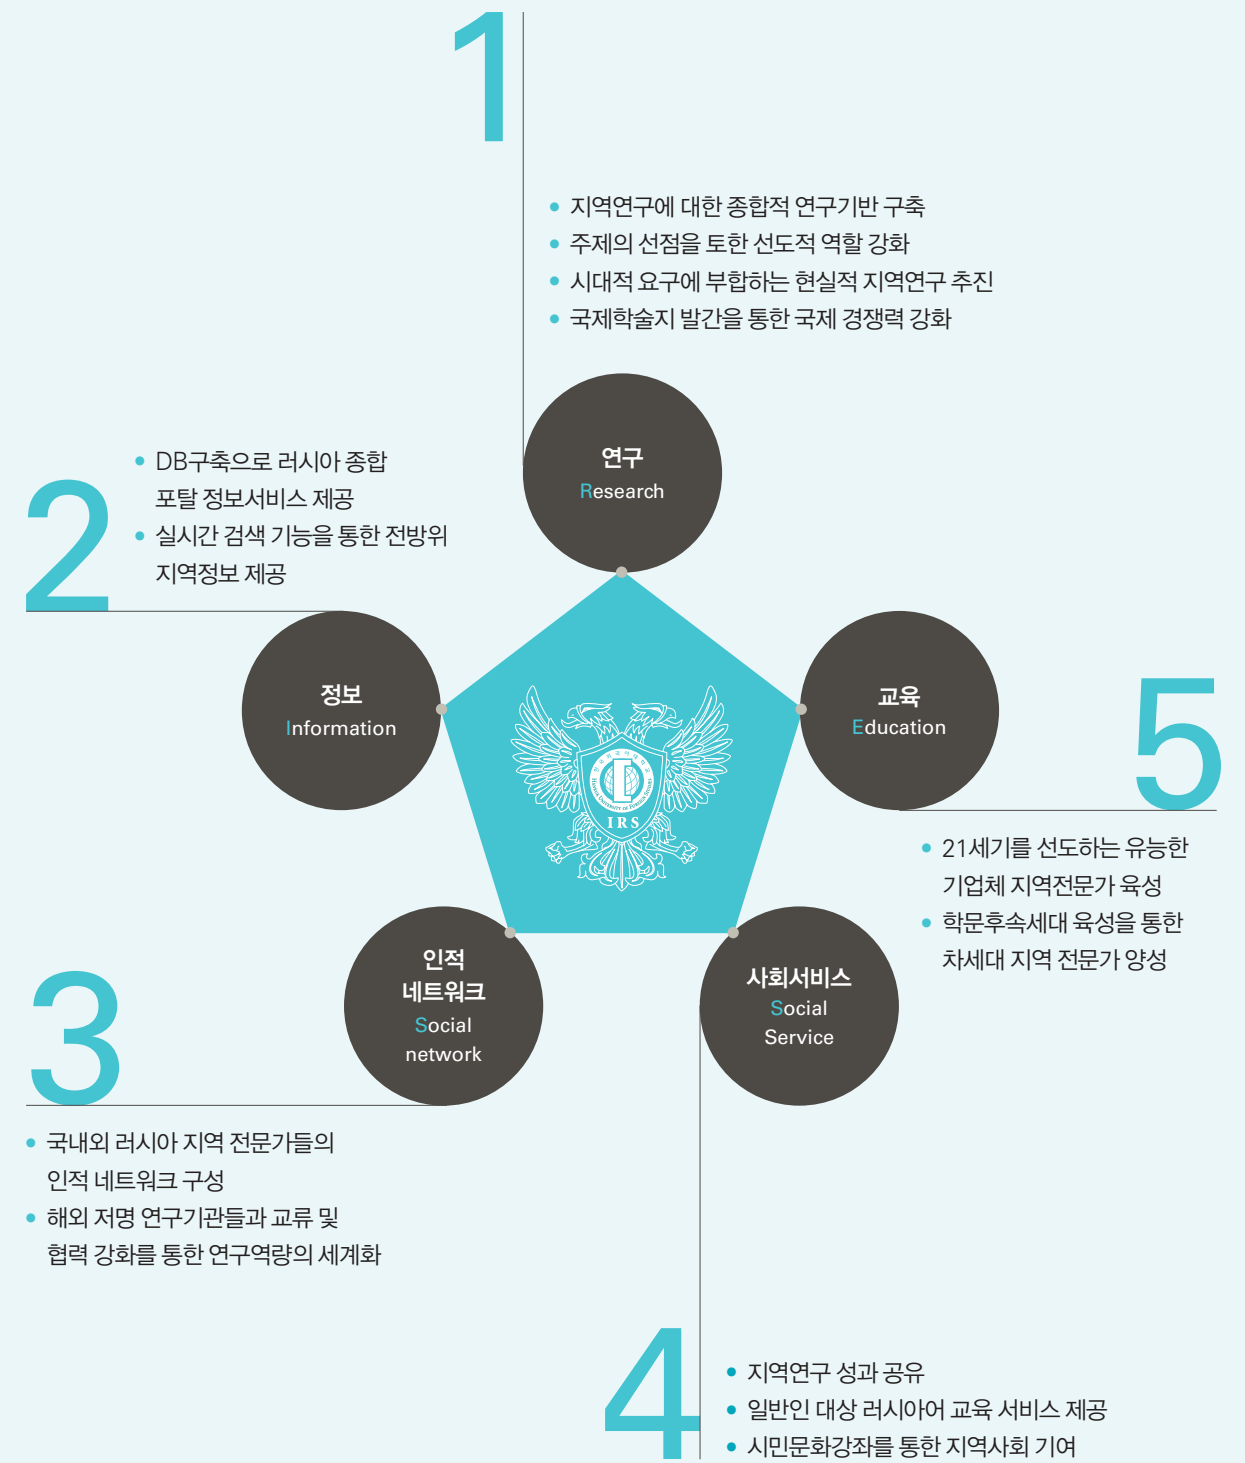 1
지역연구에 대한 종합적 연구기반 구축
주제의 선점을 토한 선도적 역할 강화
시대적 요구에 부합하는 현실적 지역연구 추진
국제학술지 발간을 통한 국제 경쟁력 강화
연구
Research
2
DB구축으로 러시아 종합
포탈 정보서비스 제공
실시간 검색 기능을 통한 전방위
지역정보 제공
정보
Information
한국외국어대학교
HANKUK UNIVERSITY OF FOREIGN STUDIES
IRS
교육
Education
5
21세기를 선도하는 유능한
기업체 지역전문가 육성
학문후속세대 육성을 통한
차세대 지역 전문가 양성
인적
네트워크
Social
network
3
국내외 러시아 지역 전문가들의
인적 네트워크 구성
해외 저명 연구기관들과 교류 및
협력 강화를 통한 연구역량의 세계화
사회서비스
Social
Service
4
지역연구 성과 공유
일반인 대상 러시아어 교육 서비스 제공
시민문화강좌를 통한 지역사회 기여